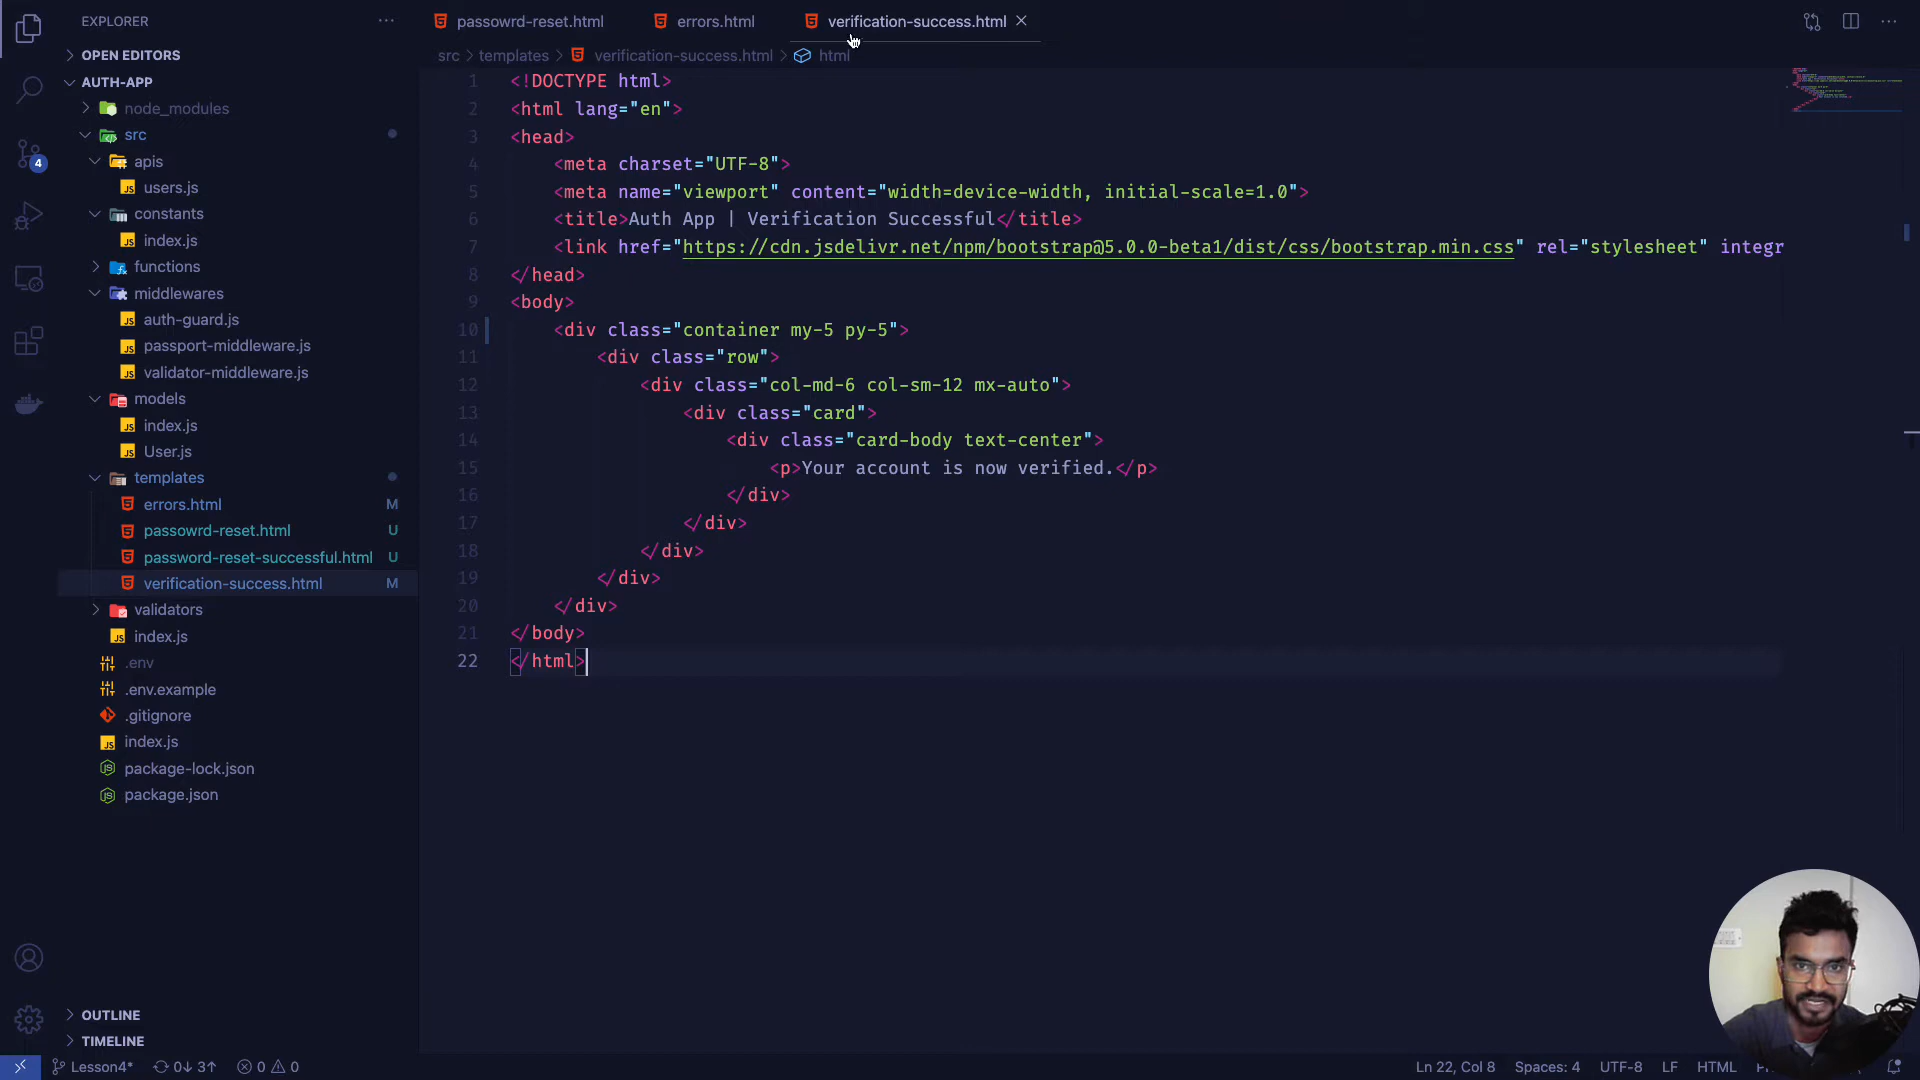 EXPLORER
OPEN EDITORS
AUTH-APP
node_modules
src
apis
users.js
constants
index.js
functions
middlewares
auth-guard.js
passport-middleware.js
validator-middleware.js
models
index.js
User.js
templates
errors.html M
passowrd-reset.html U
password-reset-successful.html U
verification-success.html M
validators
index.js
.env
.env.example
.gitignore
index.js
package-lock.json
package.json
OUTLINE
TIMELINE
4
passowrd-reset.html errors.html verification-success.html
src > templates > verification-success.html > html
1 <!DOCTYPE html>
2 <html lang="en">
3 <head>
4 <meta charset="UTF-8">
5 <meta name="viewport" content="width=device-width, initial-scale=1.0">
6 <title>Auth App | Verification Successful</title>
7 <link href="https://cdn.jsdelivr.net/npm/bootstrap@5.0.0-beta1/dist/css/bootstrap.min.css" rel="stylesheet" integr
8 </head>
9 <body>
10 <div class="container my-5 py-5">
11 <div class="row">
12 <div class="col-md-6 col-sm-12 mx-auto">
13 <div class="card">
14 <div class="card-body text-center">
15 <p>Your account is now verified.</p>
16 </div>
17 </div>
18 </div>
19 </div>
20 </div>
21 </body>
22 </html>
Lesson4* 0↓ 3↑ 0 0
Ln 22, Col 8 Spaces: 4 UTF-8 LF HTML